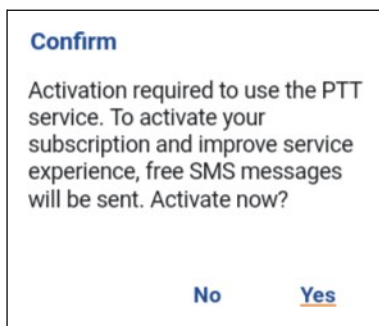 Confirm
Activation required to use the PTT
service. To activate your
subscription and improve service
experience, free SMS messages
will be sent. Activate now?
No Yes